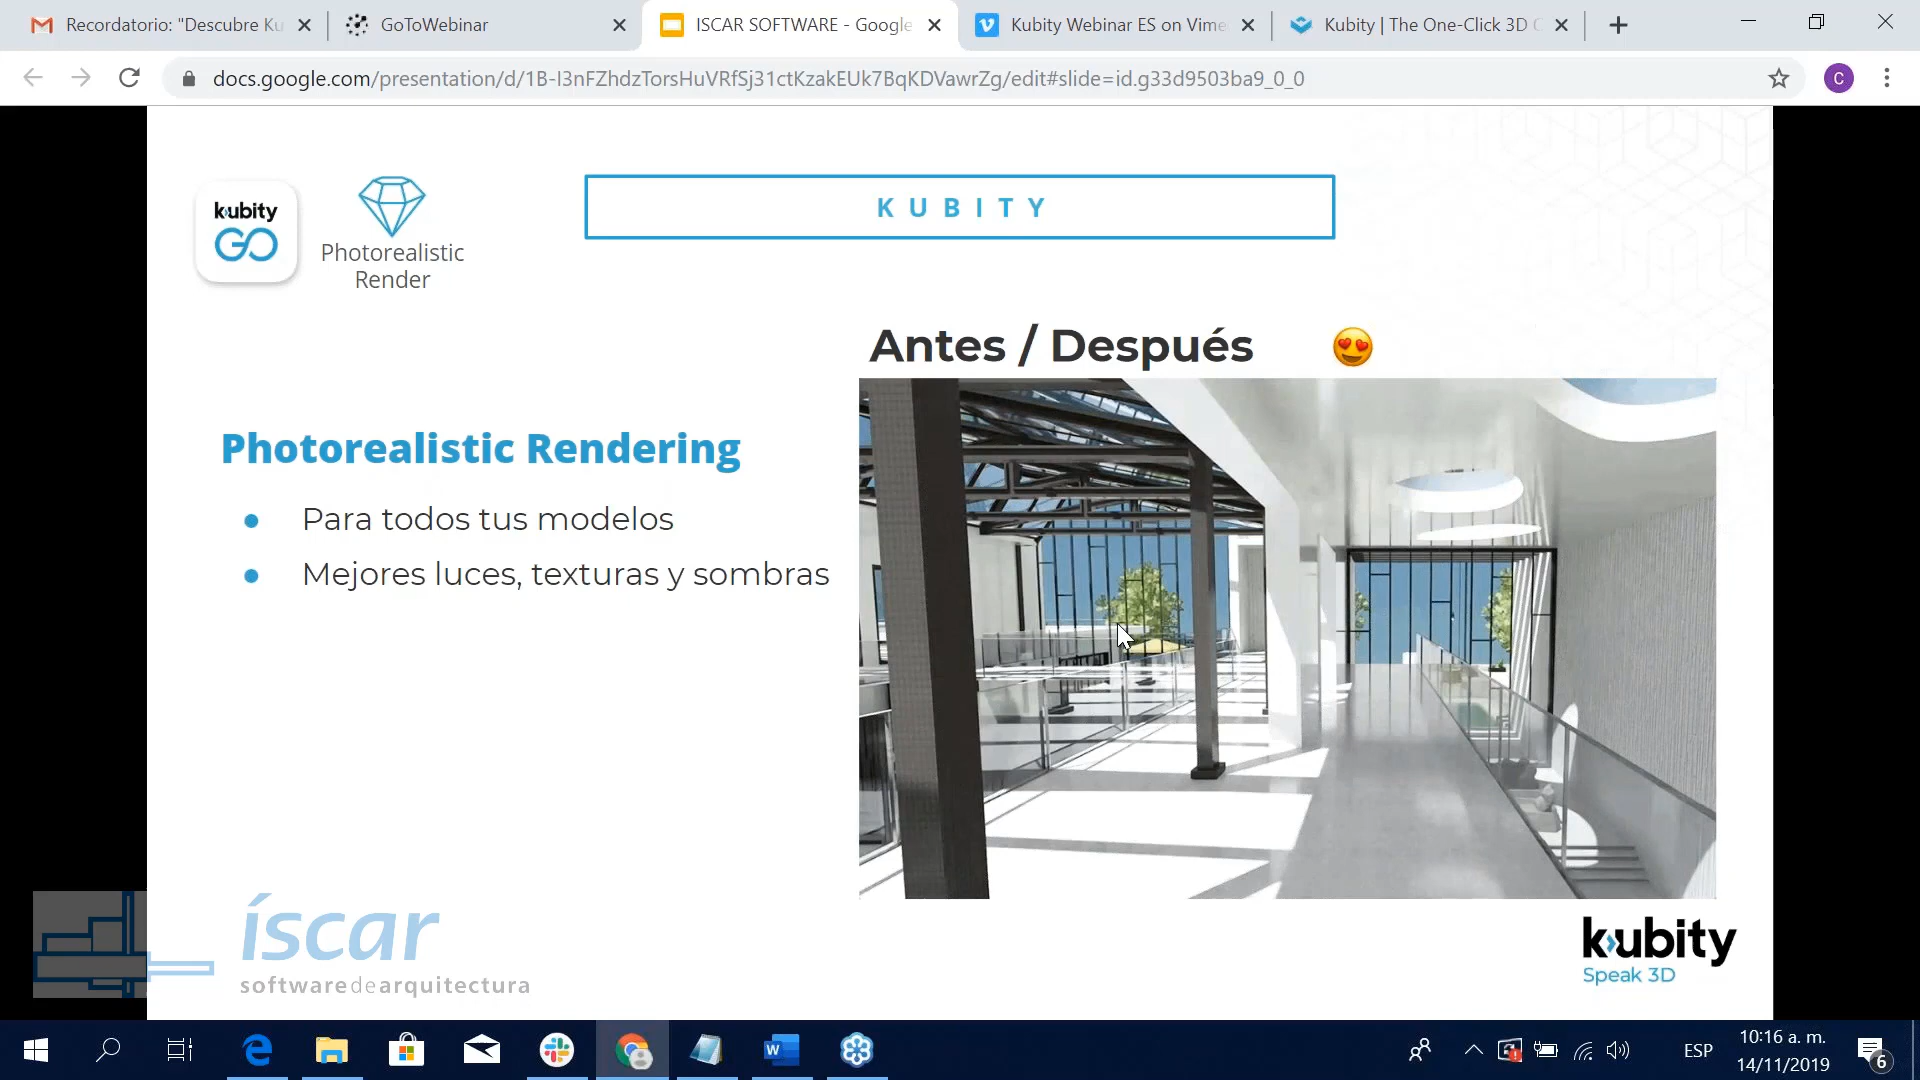 Recordatorio: "Descubre Ku
GoToWebinar
ISCAR SOFTWARE - Google
Kubity Webinar ES on Vime
Kubity | The One-Click 3D C
docs.google.com/presentation/d/1B-I3nFZhdzTorsHuVRfSj31ctKzakEUk7BqKDVawrZg/edit#slide=id.g33d9503ba9_0_0
C
kubity
GO
Photorealistic
Render
KUBITY
Antes / Después
Photorealistic Rendering
Para todos tus modelos
Mejores luces, texturas y sombras
íscar
softwaredearquitectura
kubity
Speak 3D
ESP
10:16 a. m.
14/11/2019
6